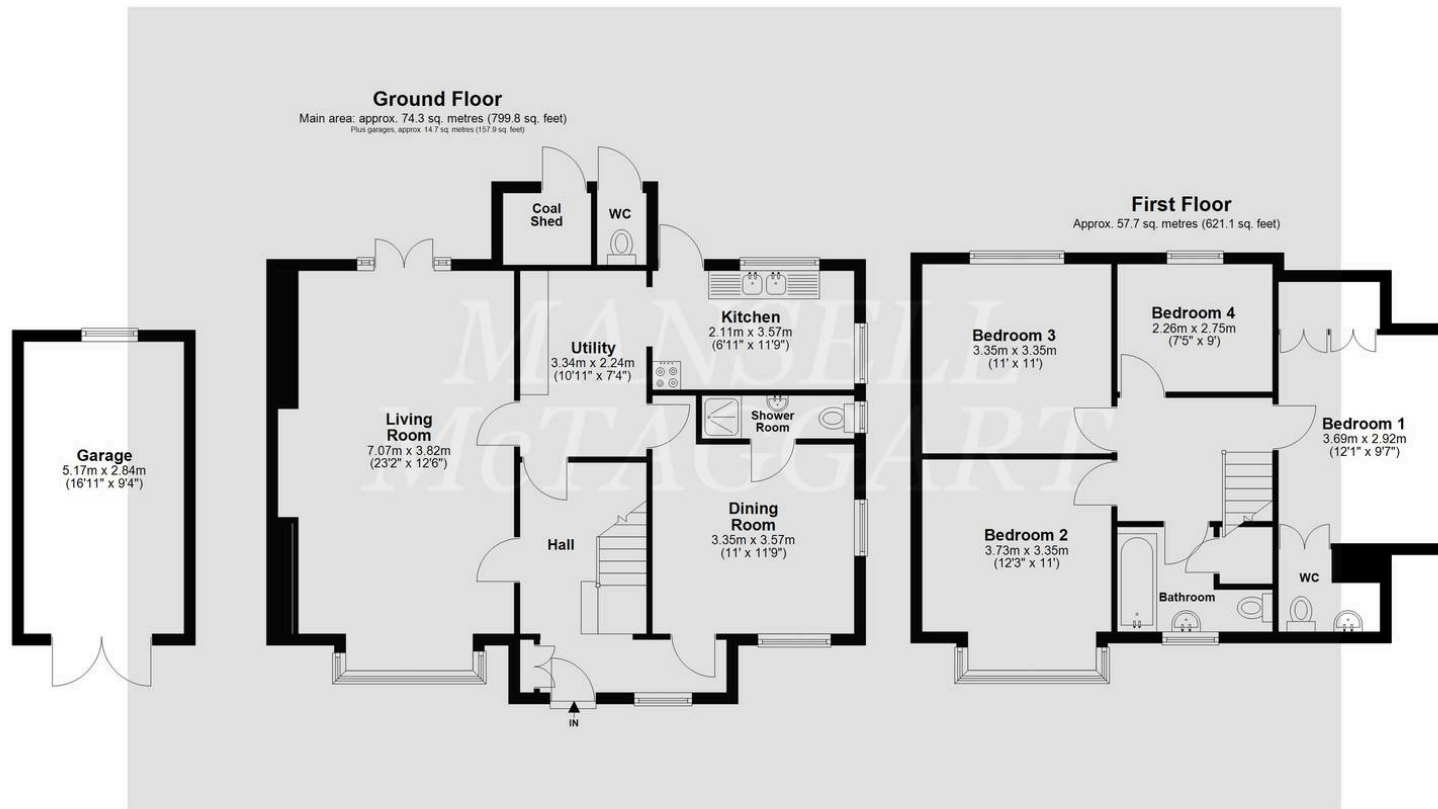 Ground Floor
Main area: approx. 74.3 sq. metres (799.8 sq. feet)
Plus garages, approx. 14.7 sq. metres (157.9 sq. feet)
Coal
Shed
WC
Kitchen
2.11m x 3.57m
(6'11" x 11'9")
Utility
3.34m x 2.24m
(10'11" x 7'4")
Living
Room
7.07m x 3.82m
(23'2" x 12'6")
Shower
Room
Garage
5.17m x 2.84m
(16'11" x 9'4")
Hall
Dining
Room
3.35m x 3.57m
(11' x 11'9")
IN
First Floor
Approx. 57.7 sq. metres (621.1 sq. feet)
Bedroom 3
3.35m x 3.35m
(11' x 11')
Bedroom 4
2.26m x 2.75m
(7'5" x 9')
Bedroom 1
3.69m x 2.92m
(12'1" x 9'7")
Bedroom 2
3.73m x 3.35m
(12'3" x 11')
WC
Bathroom
MANSELL
McTAGGART